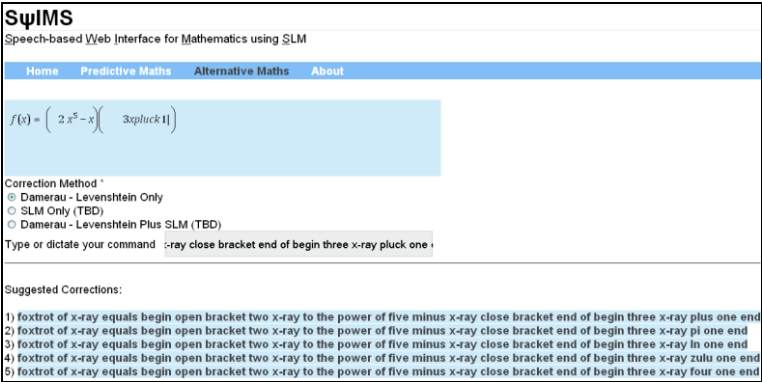 SψIMS
Speech-based Web Interface for Mathematics using SLM
Home Predictive Maths Alternative Maths About
f(x) = ( 2 x⁵ − x)( 3xpluck1|)
Correction Method *
Damerau - Levenshtein Only
SLM Only (TBD)
Damerau - Levenshtein Plus SLM (TBD)
Type or dictate your command :-ray close bracket end of begin three x-ray pluck one
Suggested Corrections:
1) foxtrot of x-ray equals begin open bracket two x-ray to the power of five minus x-ray close bracket end of begin three x-ray plus one end
2) foxtrot of x-ray equals begin open bracket two x-ray to the power of five minus x-ray close bracket end of begin three x-ray pi one end
3) foxtrot of x-ray equals begin open bracket two x-ray to the power of five minus x-ray close bracket end of begin three x-ray ln one end
4) foxtrot of x-ray equals begin open bracket two x-ray to the power of five minus x-ray close bracket end of begin three x-ray zulu one end
5) foxtrot of x-ray equals begin open bracket two x-ray to the power of five minus x-ray close bracket end of begin three x-ray four one end